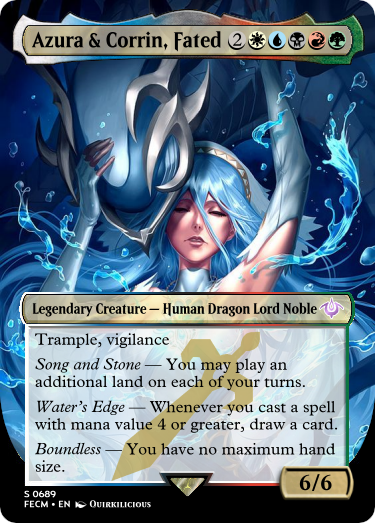 Azura & Corrin, Fated 2
Legendary Creature — Human Dragon Lord Noble
Trample, vigilance
Song and Stone — You may play an
additional land on each of your turns.
Water's Edge — Whenever you cast a spell
with mana value 4 or greater, draw a card.
Boundless — You have no maximum hand
size.
6/6
S 0689
FECM • EN Quirkilicious